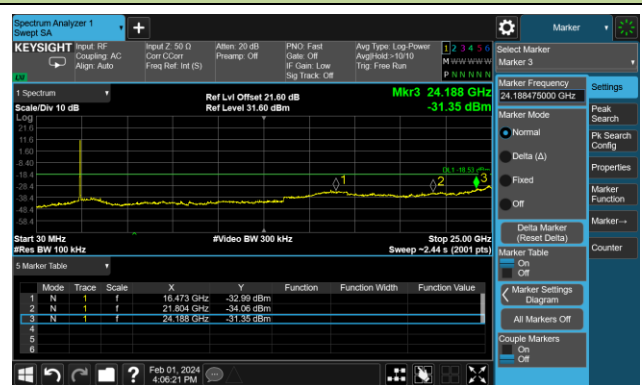 Spectrum Analyzer 1
Swept SA
+
Marker
KEYSIGHT Input: RF Input Z: 50 Ω Atten: 20 dB PNO: Fast Avg Type: Log-Power 1 2 3 4 5 6
Coupling: AC Corr CCorr Preamp: Off Gate: Off Avg|Hold:>10/10 M W W W W W
Align: Auto Freq Ref: Int (S) IF Gain: Low Trig: Free Run P N N N N N
Sig Track: Off
LW
Select Marker
Marker 3
1 Spectrum
Scale/Div 10 dB
Log
Ref Lvl Offset 21.60 dB
Ref Level 31.60 dBm
Mkr3 24.188 GHz
-31.35 dBm
21.6
11.6
1.60
-8.40
-18.4
-28.4
-38.4
-48.4
-58.4
DL1 -18.53 dBm
1
2
3
Start 30 MHz #Video BW 300 kHz Stop 25.00 GHz
#Res BW 100 kHz Sweep ~2.44 s (2001 pts)
5 Marker Table
Mode Trace Scale X Y Function Function Width Function Value
1 N 1 f 16.473 GHz -32.99 dBm
2 N 1 f 21.804 GHz -34.06 dBm
3 N 1 f 24.188 GHz -31.35 dBm
4
5
6
Marker Frequency
24.188475000 GHz
Marker Mode
Normal
Delta (Δ)
Fixed
Off
Delta Marker
(Reset Delta)
Marker Table
On
Off
Marker Settings
Diagram
All Markers Off
Couple Markers
On
Off
Settings
Peak
Search
Pk Search
Config
Properties
Marker
Function
Marker→
Counter
?
Feb 01, 2024
4:06:21 PM